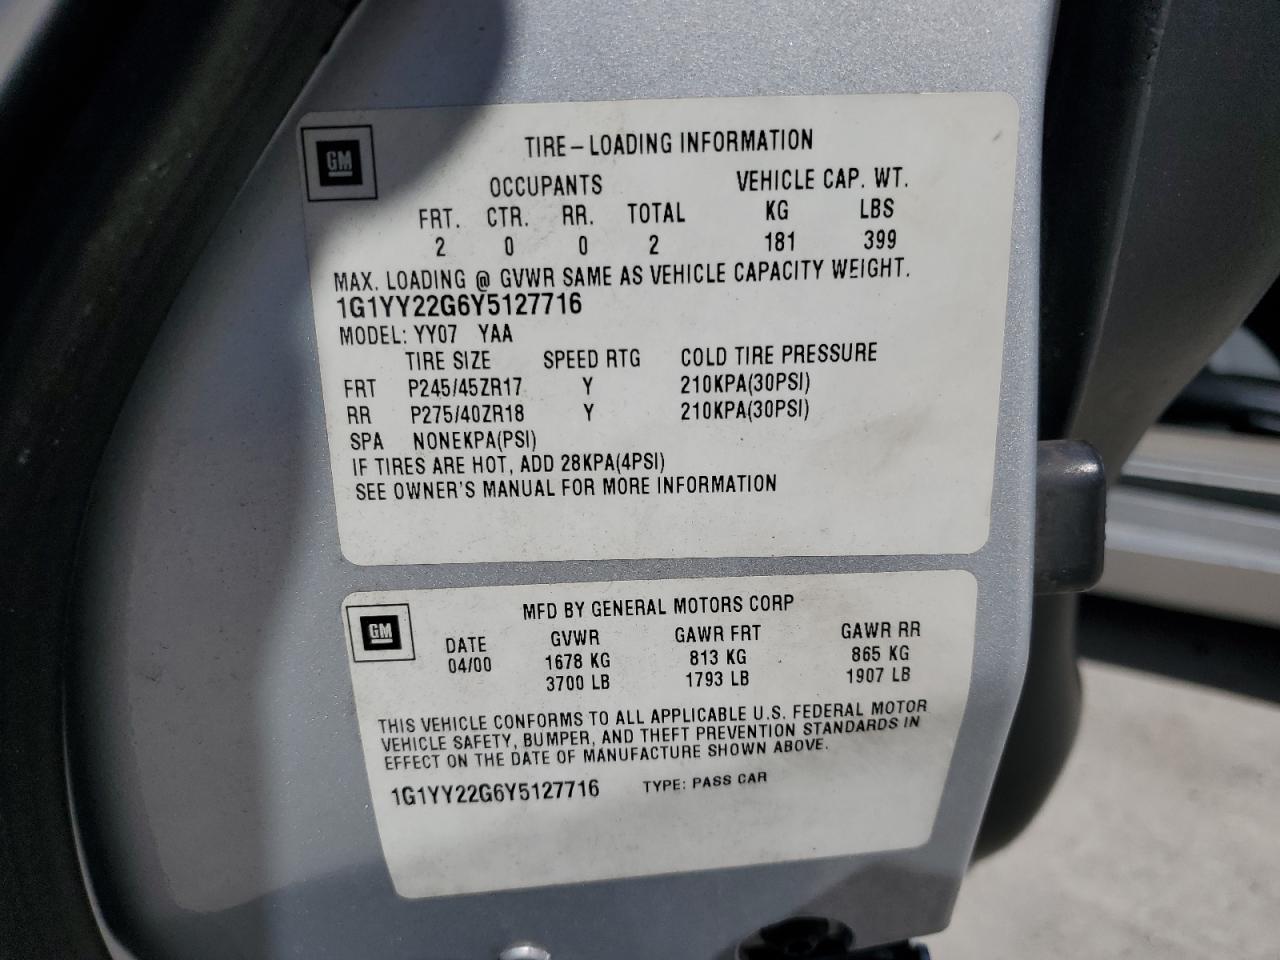 GM
TIRE-LOADING INFORMATION
OCCUPANTS VEHICLE CAP. WT.
FRT. CTR. RR. TOTAL KG LBS
2 0 0 2 181 399
MAX. LOADING @ GVWR SAME AS VEHICLE CAPACITY WEIGHT.
1G1YY22G6Y5127716
MODEL: YY07 YAA
TIRE SIZE SPEED RTG COLD TIRE PRESSURE
FRT P245/45ZR17 Y 210KPA(30PSI)
RR P275/40ZR18 Y 210KPA(30PSI)
SPA NONEKPA(PSI)
IF TIRES ARE HOT, ADD 28KPA(4PSI)
SEE OWNER'S MANUAL FOR MORE INFORMATION
GM
MFD BY GENERAL MOTORS CORP
DATE GVWR GAWR FRT GAWR RR
04/00 1678 KG 813 KG 865 KG
3700 LB 1793 LB 1907 LB
THIS VEHICLE CONFORMS TO ALL APPLICABLE U.S. FEDERAL MOTOR
VEHICLE SAFETY, BUMPER, AND THEFT PREVENTION STANDARDS IN
EFFECT ON THE DATE OF MANUFACTURE SHOWN ABOVE.
1G1YY22G6Y5127716 TYPE: PASS CAR